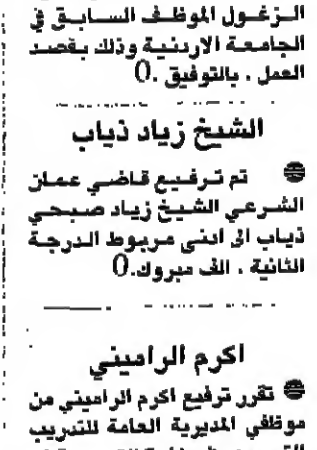 الزغول الموظف السابق في
الجامعة الاردنية وذلك بقصد
العمل . بالتوفيق .()
الشيخ زياد ذياب
تم ترفيع قاضي عمان
الشرعي الشيخ زياد صبحي
ذياب الى ادنى مربوط الدرجة
الثانية . الف مبروك.()
اكرم الراميني
تقرر ترفيع اكرم الراميني من
موظفي المديرية العامة للتدريب